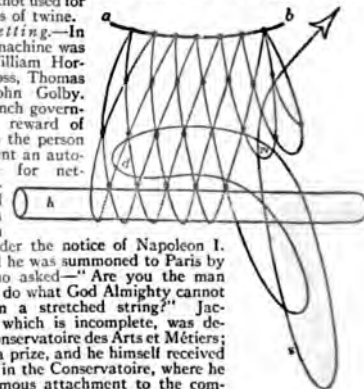 not used for
s of twine.
etting.—In
machine was
illiam Hor-
oss, Thomas
ohn Golby.
nch govern-
reward of
the person
nt an auto-
for net-
der the notice of Napoleon I.
he was summoned to Paris by
o asked—"Are you the man
do what God Almighty cannot
n a stretched string?" Jac-
which is incomplete, was de-
onservatoire des Arts et Métiers;
a prize, and he himself received
in the Conservatoire, where he
mous attachment to the com-
a b
d
h